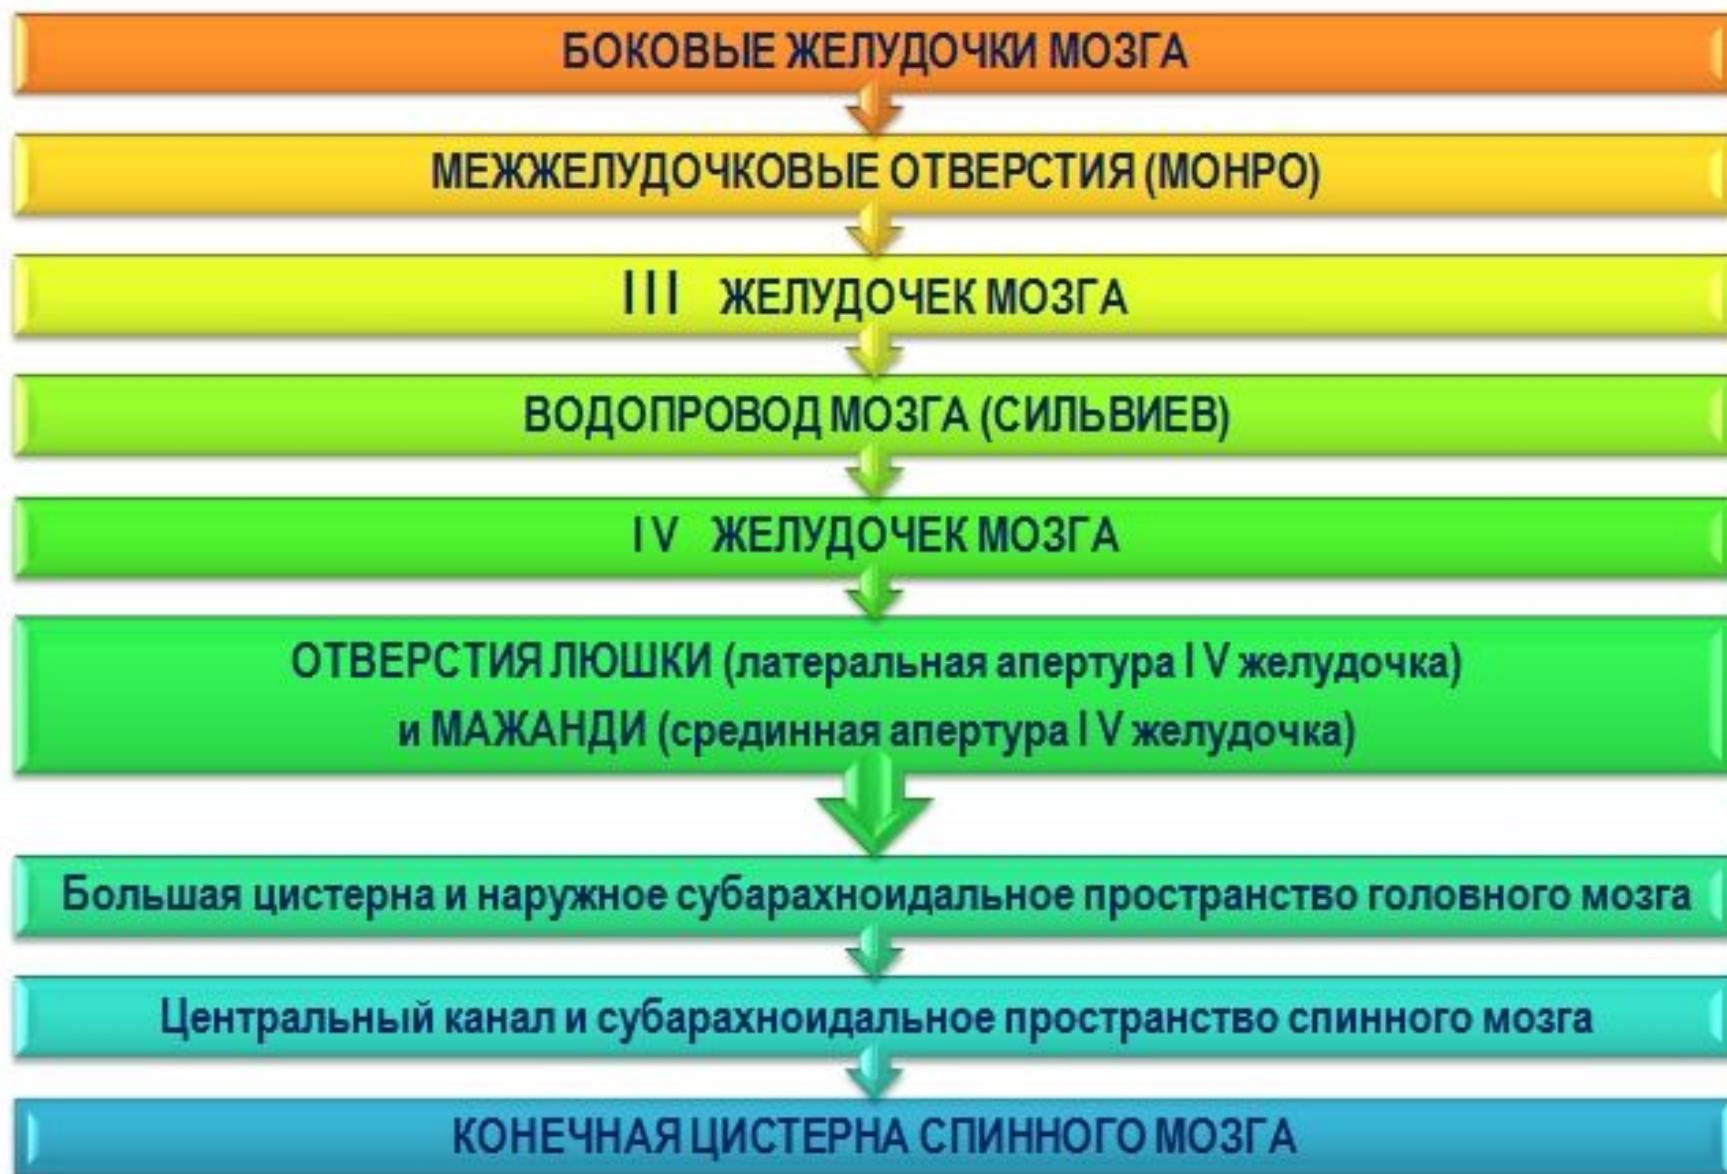 БОКОВЫЕ ЖЕЛУДОЧКИ МОЗГА
МЕЖЖЕЛУДОЧКОВЫЕ ОТВЕРСТИЯ (МОНРО)
III ЖЕЛУДОЧЕК МОЗГА
ВОДОПРОВОД МОЗГА (СИЛЬВИЕВ)
IV ЖЕЛУДОЧЕК МОЗГА
ОТВЕРСТИЯ ЛЮШКИ (латеральная апертура IV желудочка)
и МАЖАНДИ (срединная апертура IV желудочка)
Большая цистерна и наружное субарахноидальное пространство головного мозга
Центральный канал и субарахноидальное пространство спинного мозга
КОНЕЧНАЯ ЦИСТЕРНА СПИННОГО МОЗГА